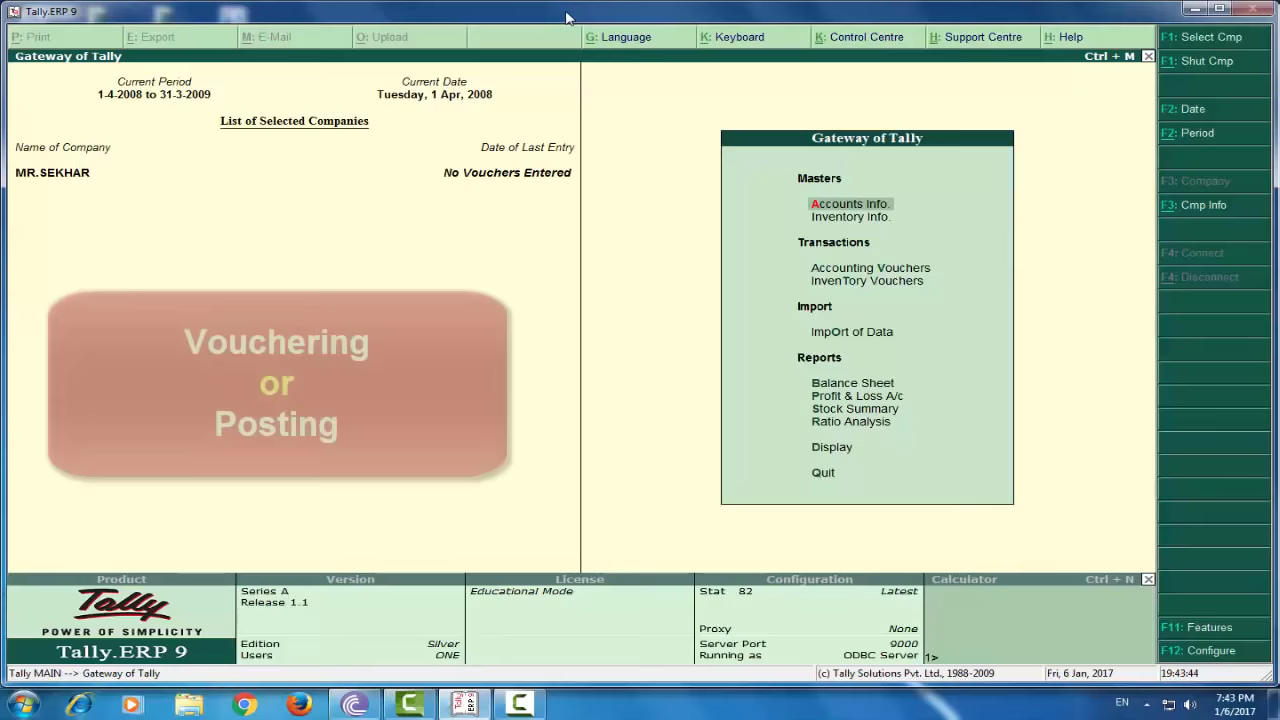 Tally.ERP 9
P: Print
E: Export
M: E-Mail
O: Upload
G: Language
K: Keyboard
K: Control Centre
H: Support Centre
H: Help
F1: Select Cmp
F1: Shut Cmp
F2: Date
F2: Period
F3: Company
F3: Cmp Info
F4: Connect
F4: Disconnect
F11: Features
F12: Configure
Gateway of Tally
Ctrl + M
Current Period
1-4-2008 to 31-3-2009
Current Date
Tuesday, 1 Apr, 2008
List of Selected Companies
Name of Company
Date of Last Entry
MR.SEKHAR
No Vouchers Entered
Vouchering
or
Posting
Gateway of Tally
Masters
Accounts Info.
Inventory Info.
Transactions
Accounting Vouchers
InvenTory Vouchers
Import
ImpOrt of Data
Reports
Balance Sheet
Profit & Loss A/c
Stock Summary
Ratio Analysis
Display
Quit
Product
Tally
POWER OF SIMPLICITY
Tally.ERP 9
Version
Series A
Release 1.1
Edition Silver
Users ONE
License
Educational Mode
Configuration
Stat 82 Latest
Proxy None
Server Port 9000
Running as ODBC Server
Calculator
Ctrl + N
1>
Tally MAIN --> Gateway of Tally
(c) Tally Solutions Pvt. Ltd., 1988-2009
Fri, 6 Jan, 2017
19:43:44
EN
7:43 PM
1/6/2017